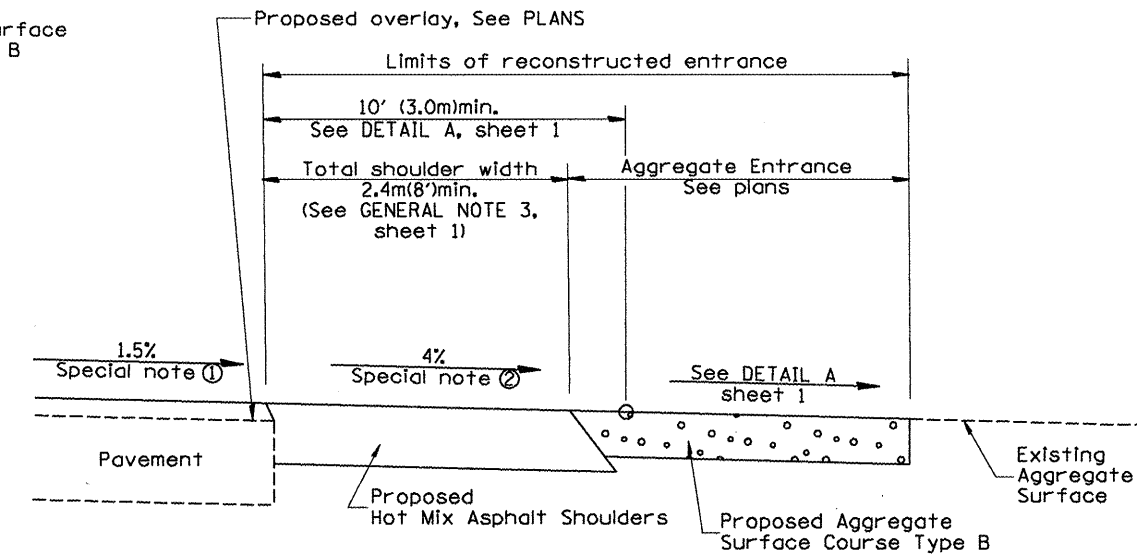 Proposed overlay, See PLANS
B
Limits of reconstructed entrance
10' (3.0m)min.
See DETAIL A, sheet 1
Total shoulder width
2.4m(8')min.
(See GENERAL NOTE 3,
sheet 1)
Aggregate Entrance
See plans
1.5%
Special note ①
4%
Special note ②
See DETAIL A
sheet 1
Pavement
Existing
Aggregate
Surface
Proposed
Hot Mix Asphalt Shoulders
Proposed Aggregate
Surface Course Type B